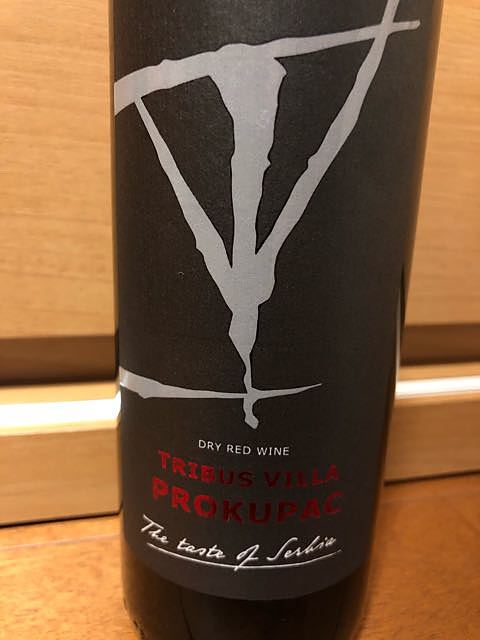 DRY RED WINE
TRIBUS VILLA
PROKUPAC
The taste of Serbia